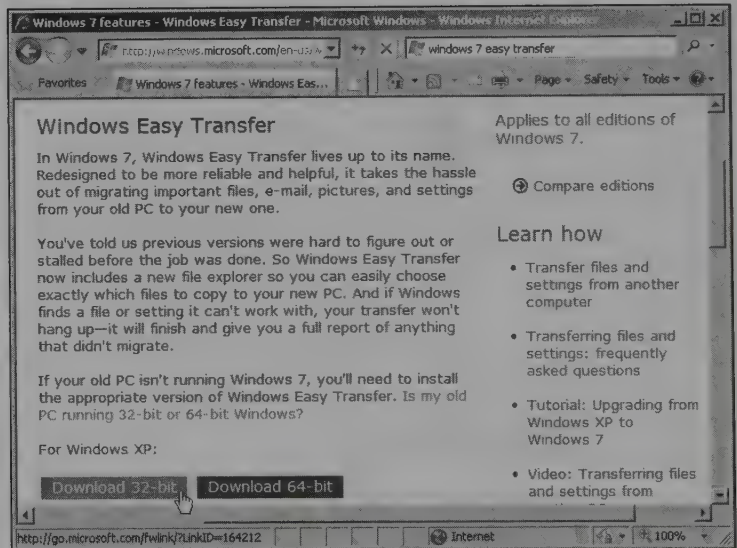 Windows 7 features - Windows Easy Transfer - Microsoft Windows - Windows Internet Explorer
http://windows.microsoft.com/en-us/
windows 7 easy transfer
Favorites
Windows 7 features - Windows Eas...
Page
Safety
Tools
Windows Easy Transfer
In Windows 7, Windows Easy Transfer lives up to its name.
Redesigned to be more reliable and helpful, it takes the hassle
out of migrating important files, e-mail, pictures, and settings
from your old PC to your new one.
You've told us previous versions were hard to figure out or
stalled before the job was done. So Windows Easy Transfer
now includes a new file explorer so you can easily choose
exactly which files to copy to your new PC. And if Windows
finds a file or setting it can't work with, your transfer won't
hang up—it will finish and give you a full report of anything
that didn't migrate.
If your old PC isn't running Windows 7, you'll need to install
the appropriate version of Windows Easy Transfer. Is my old
PC running 32-bit or 64-bit Windows?
For Windows XP:
Download 32-bit
Download 64-bit
Applies to all editions of
Windows 7.
Compare editions
Learn how
• Transfer files and
settings from another
computer
• Transferring files and
settings: frequently
asked questions
• Tutorial: Upgrading from
Windows XP to
Windows 7
• Video: Transferring files
and settings from
http://go.microsoft.com/fwlink/?LinkID=164212
Internet
100%